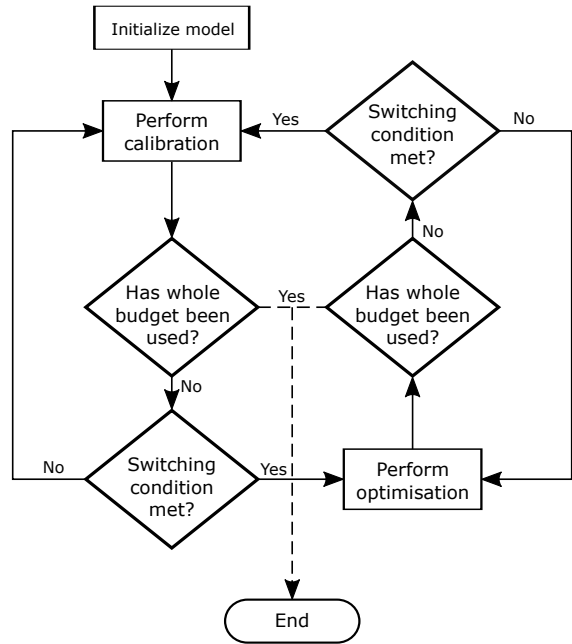 Initialize model
Perform
calibration
Yes
Switching
condition
met?
No
No
Has whole
budget been
used?
Yes
Has whole
budget been
used?
No
No
Switching
condition
met?
Yes
Perform
optimisation
End